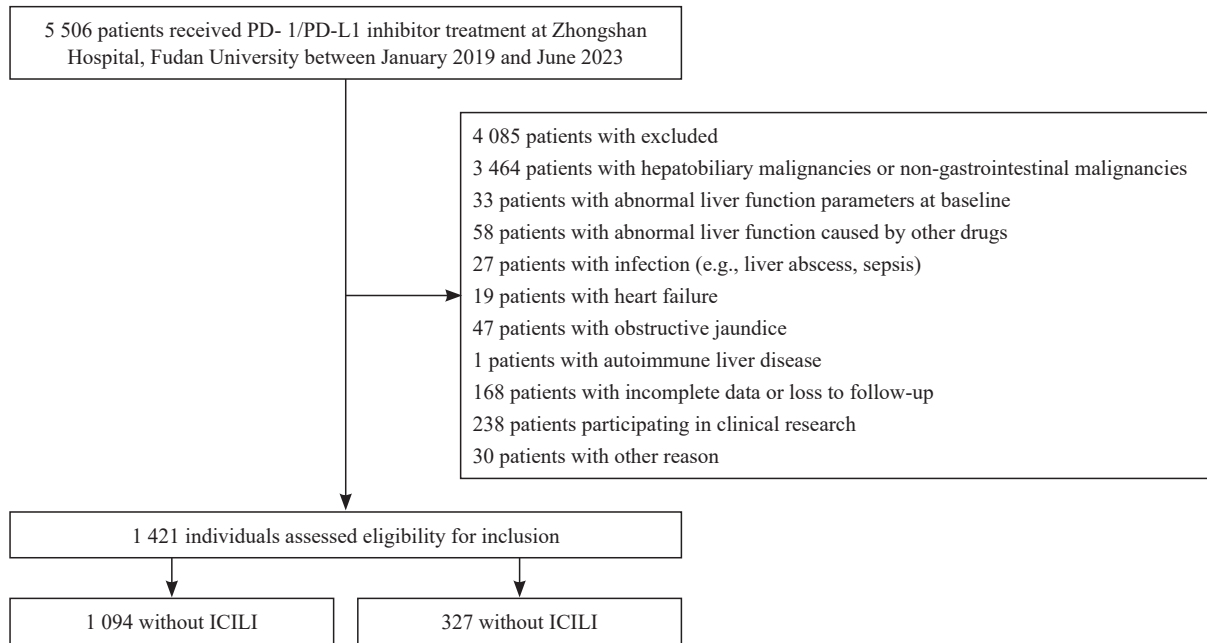 5 506 patients received PD- 1/PD-L1 inhibitor treatment at Zhongshan
Hospital, Fudan University between January 2019 and June 2023
4 085 patients with excluded
3 464 patients with hepatobiliary malignancies or non-gastrointestinal malignancies
33 patients with abnormal liver function parameters at baseline
58 patients with abnormal liver function caused by other drugs
27 patients with infection (e.g., liver abscess, sepsis)
19 patients with heart failure
47 patients with obstructive jaundice
1 patients with autoimmune liver disease
168 patients with incomplete data or loss to follow-up
238 patients participating in clinical research
30 patients with other reason
1 421 individuals assessed eligibility for inclusion
1 094 without ICILI
327 without ICILI